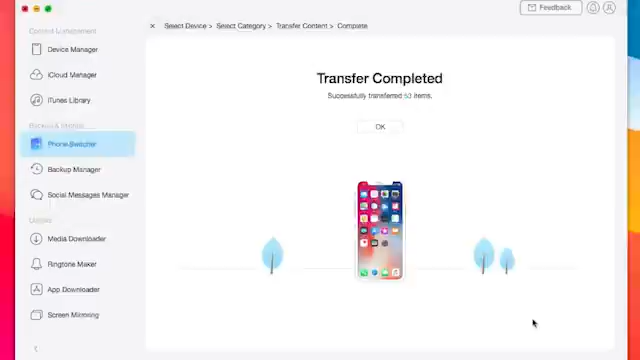 Feedback
× Select Device > Select Category > Transfer Content > Complete
Content Management
Device Manager
iCloud Manager
iTunes Library
Phone Switcher
Backup Manager
Social Messages Manager
Media Downloader
Ringtone Maker
App Downloader
Screen Mirroring
Transfer Completed
Successfully transferred 53 items.
OK